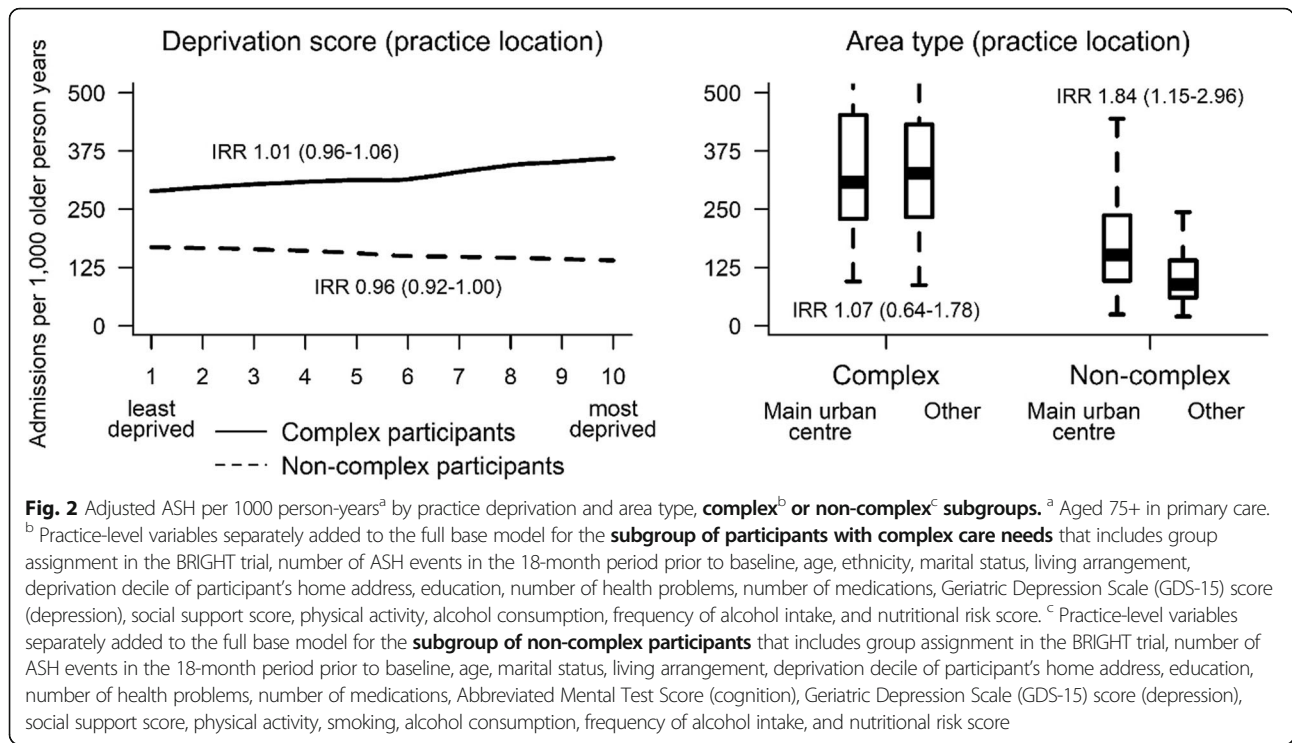 Deprivation score (practice location)
Area type (practice location)
Admissions per 1,000 older person years
500
375
250
125
0
IRR 1.01 (0.96-1.06)
IRR 0.96 (0.92-1.00)
1 2 3 4 5 6 7 8 9 10
least deprived
most deprived
Complex participants
Non-complex participants
500
375
250
125
0
IRR 1.84 (1.15-2.96)
IRR 1.07 (0.64-1.78)
Complex Non-complex
Main urban centre
Other
Main urban centre
Other
Fig. 2 Adjusted ASH per 1000 person-yearsᵃ by practice deprivation and area type, complexᵇ or non-complexᶜ subgroups. ᵃ Aged 75+ in primary care.
ᵇ Practice-level variables separately added to the full base model for the subgroup of participants with complex care needs that includes group
assignment in the BRIGHT trial, number of ASH events in the 18-month period prior to baseline, age, ethnicity, marital status, living arrangement,
deprivation decile of participant's home address, education, number of health problems, number of medications, Geriatric Depression Scale (GDS-15) score
(depression), social support score, physical activity, alcohol consumption, frequency of alcohol intake, and nutritional risk score. ᶜ Practice-level variables
separately added to the full base model for the subgroup of non-complex participants that includes group assignment in the BRIGHT trial, number of
ASH events in the 18-month period prior to baseline, age, marital status, living arrangement, deprivation decile of participant's home address, education,
number of health problems, number of medications, Abbreviated Mental Test Score (cognition), Geriatric Depression Scale (GDS-15) score (depression),
social support score, physical activity, smoking, alcohol consumption, frequency of alcohol intake, and nutritional risk score